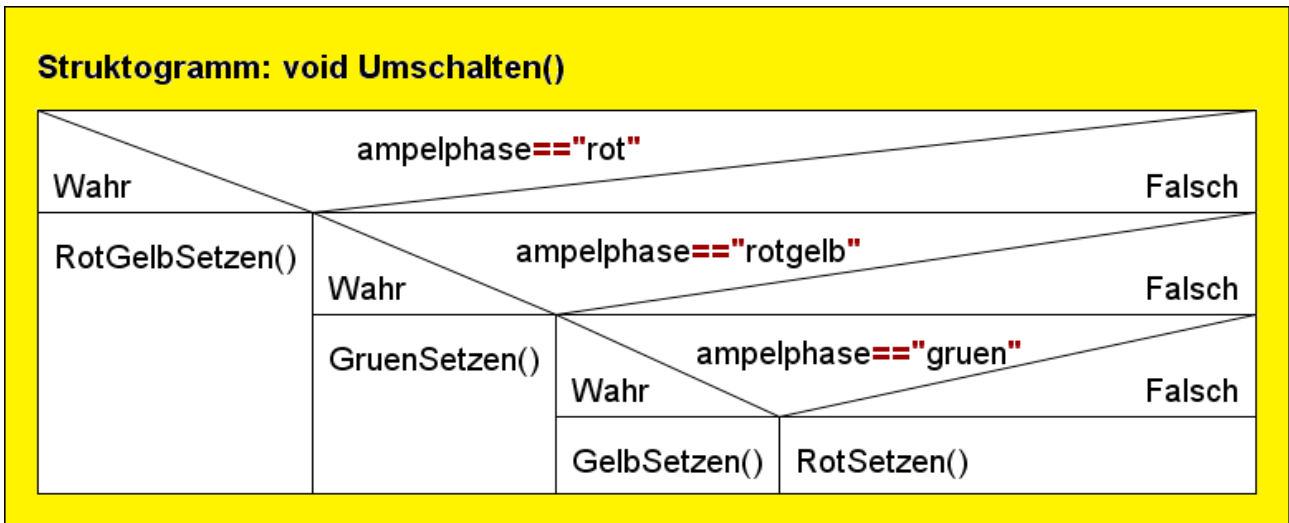 Struktogramm: void Umschalten()
ampelphase=="rot"
Wahr
Falsch
RotGelbSetzen()
ampelphase=="rotgelb"
Wahr
Falsch
GruenSetzen()
ampelphase=="gruen"
Wahr
Falsch
GelbSetzen()
RotSetzen()